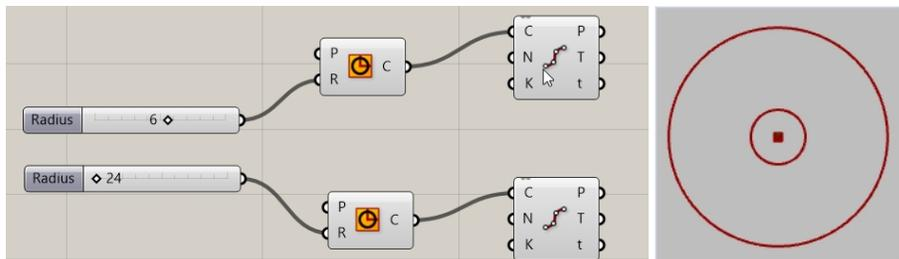 C P
N T
K t
P
R C
Radius 6
Radius 24
P
R C
C P
N T
K t